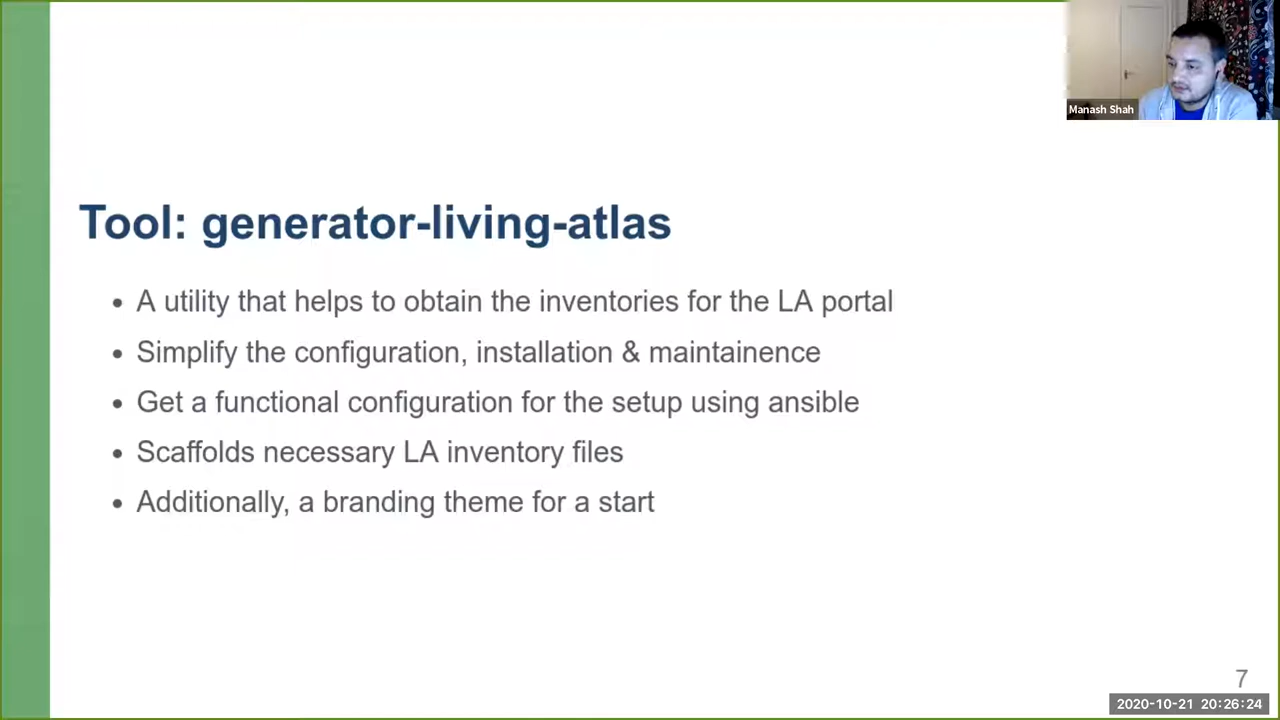 Manash Shah
Tool: generator-living-atlas
• A utility that helps to obtain the inventories for the LA portal
• Simplify the configuration, installation & maintainence
• Get a functional configuration for the setup using ansible
• Scaffolds necessary LA inventory files
• Additionally, a branding theme for a start
7
2020-10-21 20:26:24